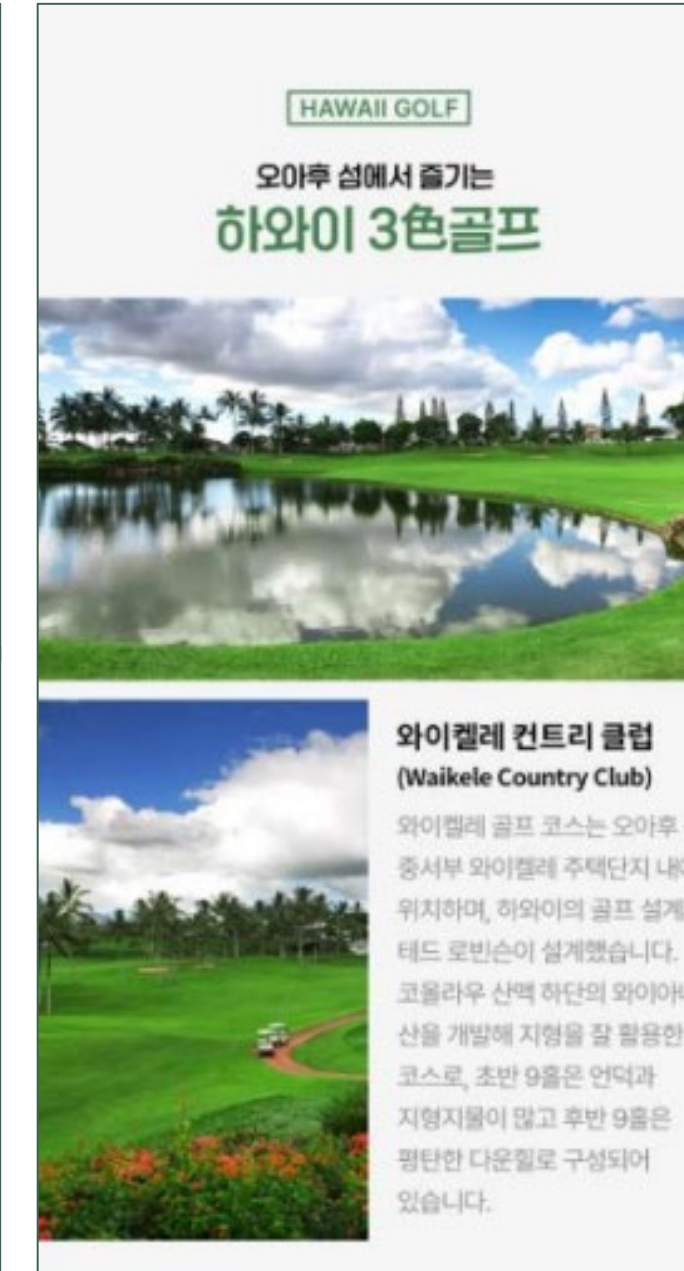 HAWAII GOLF
오아후 섬에서 즐기는
하와이 3色골프
와이켈레 컨트리 클럽
(Waikele Country Club)
와이켈레 골프 코스는 오아후
중서부 와이켈레 주택단지
위치하며, 하와이의 골프
테드 로빈슨이 설계했습니다.
코올라우 산맥 하단의
산을 개발해 지형을 잘 활용한
코스로, 초반 9홀은 언덕과
지형지물이 많고 후반 9홀은
평탄한 다운힐로 구성되어
있습니다.